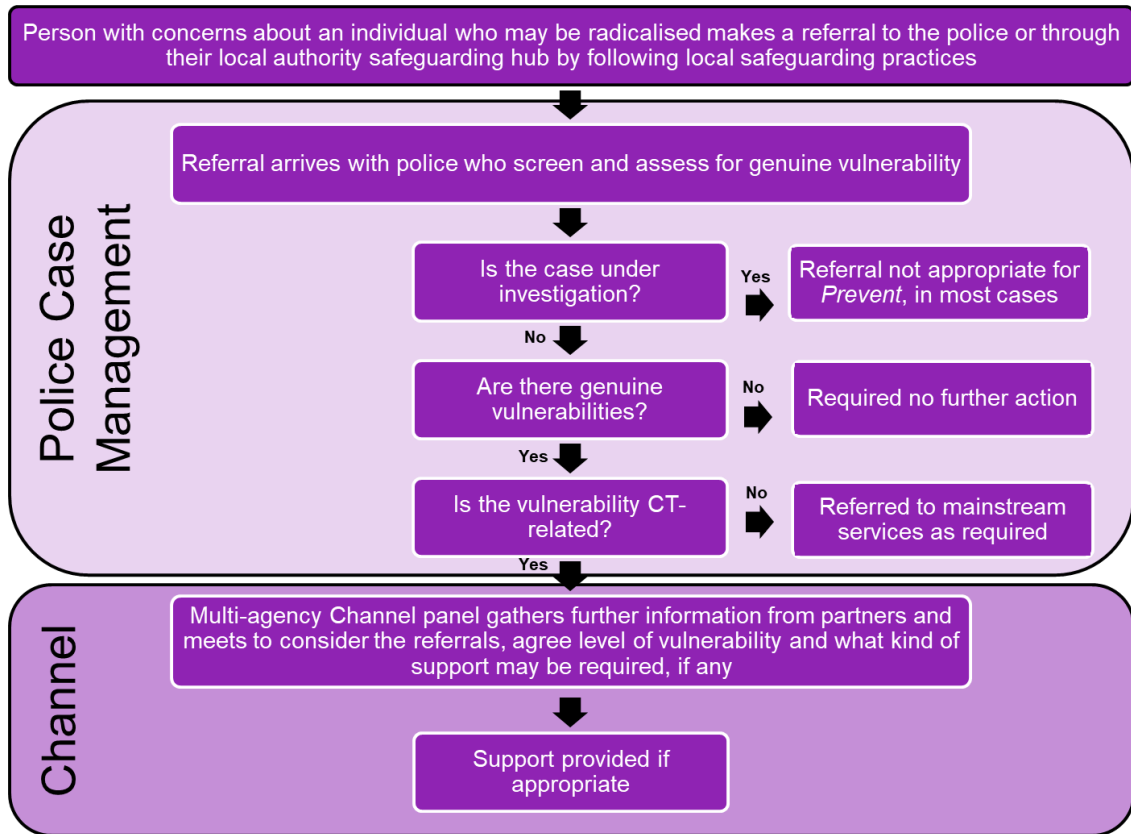 Person with concerns about an individual who may be radicalised makes a referral to the police or through
their local authority safeguarding hub by following local safeguarding practices
Police Case
Management
Referral arrives with police who screen and assess for genuine vulnerability
Is the case under
investigation?
Yes
Referral not appropriate for
Prevent, in most cases
No
Are there genuine
vulnerabilities?
No
Required no further action
Yes
Is the vulnerability CT-
related?
No
Referred to mainstream
services as required
Yes
Channel
Multi-agency Channel panel gathers further information from partners and
meets to consider the referrals, agree level of vulnerability and what kind of
support may be required, if any
Support provided if
appropriate